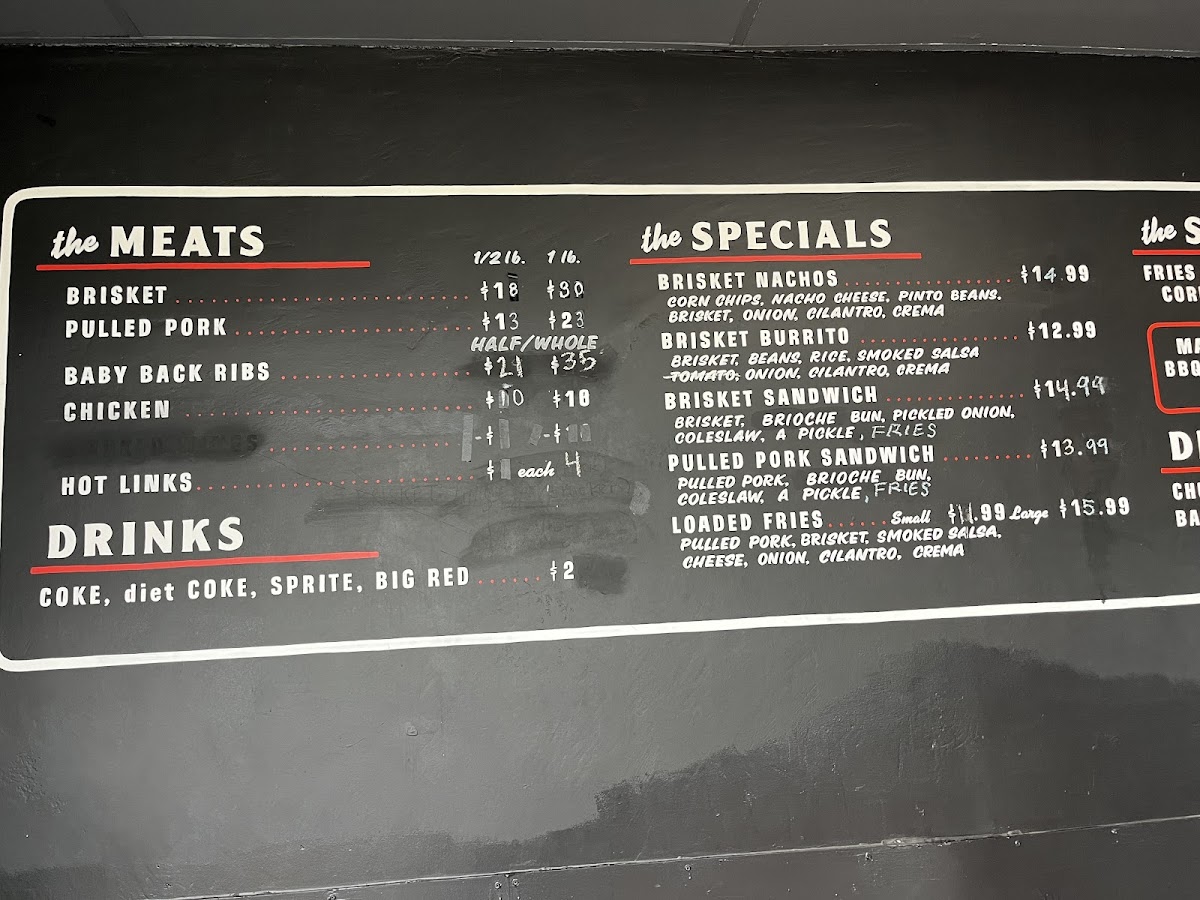 the MEATS
1/2 lb. 1 lb.
BRISKET $18 $30
PULLED PORK $13 $23
HALF/WHOLE
BABY BACK RIBS $21 $35
CHICKEN $10 $18
HOT LINKS $ each 4
DRINKS
COKE, diet COKE, SPRITE, BIG RED $2
the SPECIALS
BRISKET NACHOS $14.99
CORN CHIPS, NACHO CHEESE, PINTO BEANS.
BRISKET, ONION, CILANTRO, CREMA
BRISKET BURRITO $12.99
BRISKET, BEANS, RICE, SMOKED SALSA
TOMATO, ONION, CILANTRO, CREMA
BRISKET SANDWICH $14.99
BRISKET, BRIOCHE BUN, PICKLED ONION,
COLESLAW, A PICKLE, FRIES
PULLED PORK SANDWICH $13.99
PULLED PORK, BRIOCHE BUN,
COLESLAW, A PICKLE, FRIES
LOADED FRIES Small $11.99 Large $15.99
PULLED PORK, BRISKET, SMOKED SALSA,
CHEESE, ONION, CILANTRO, CREMA
the S
FRIES
COR
MA
BBQ
D
CH
BA